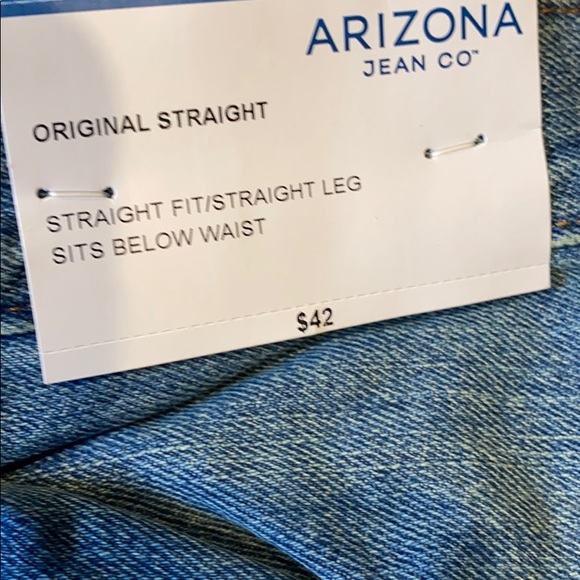 ARIZONA
JEAN CO™
ORIGINAL STRAIGHT
STRAIGHT FIT/STRAIGHT LEG
SITS BELOW WAIST
$42